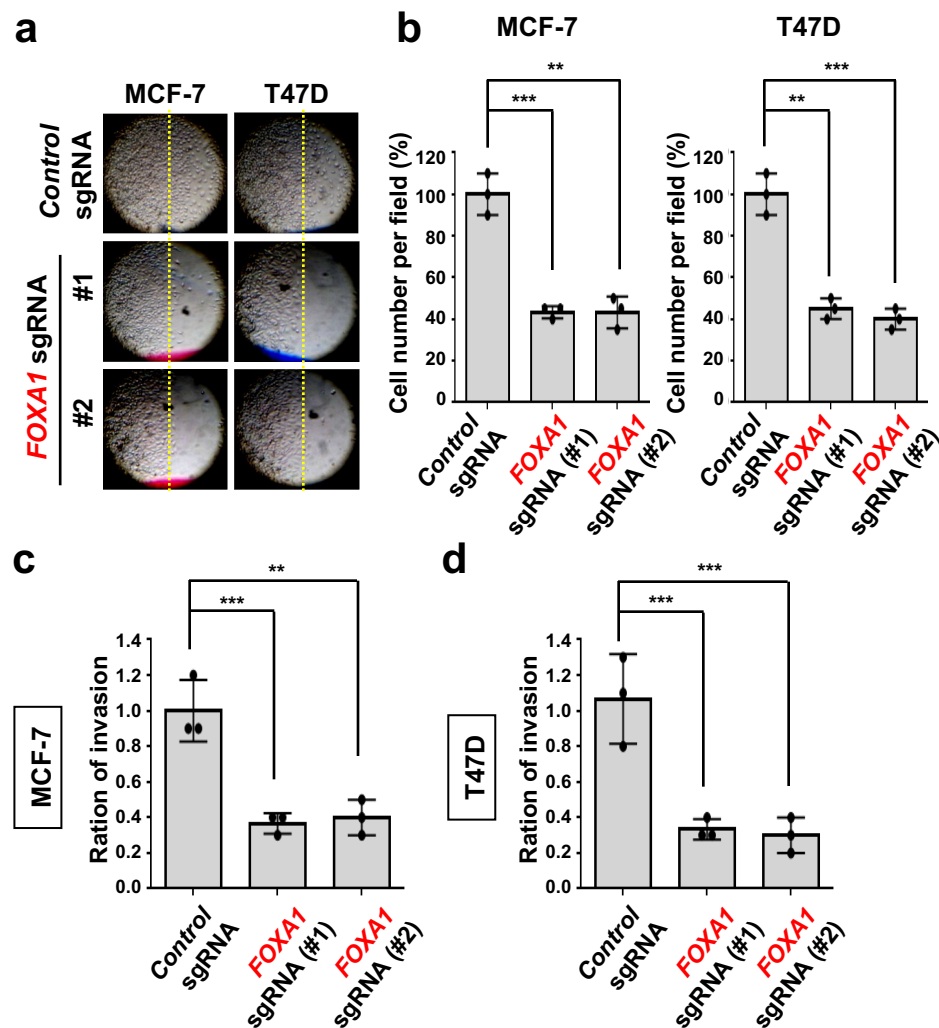 a
MCF-7
T47D
Control
sgRNA
FOXA1 sgRNA
#1
#2
b
MCF-7
T47D
**
***
***
**
Cell number per field (%)
120
100
80
60
40
20
0
Control
sgRNA
FOXA1
sgRNA (#1)
FOXA1
sgRNA (#2)
Cell number per field (%)
120
100
80
60
40
20
0
Control
sgRNA
FOXA1
sgRNA (#1)
FOXA1
sgRNA (#2)
c
MCF-7
**
***
Ration of invasion
1.4
1.2
1.0
0.8
0.6
0.4
0.2
0.0
Control
sgRNA
FOXA1
sgRNA (#1)
FOXA1
sgRNA (#2)
d
T47D
***
***
Ration of invasion
1.4
1.2
1.0
0.8
0.6
0.4
0.2
0.0
Control
sgRNA
FOXA1
sgRNA (#1)
FOXA1
sgRNA (#2)